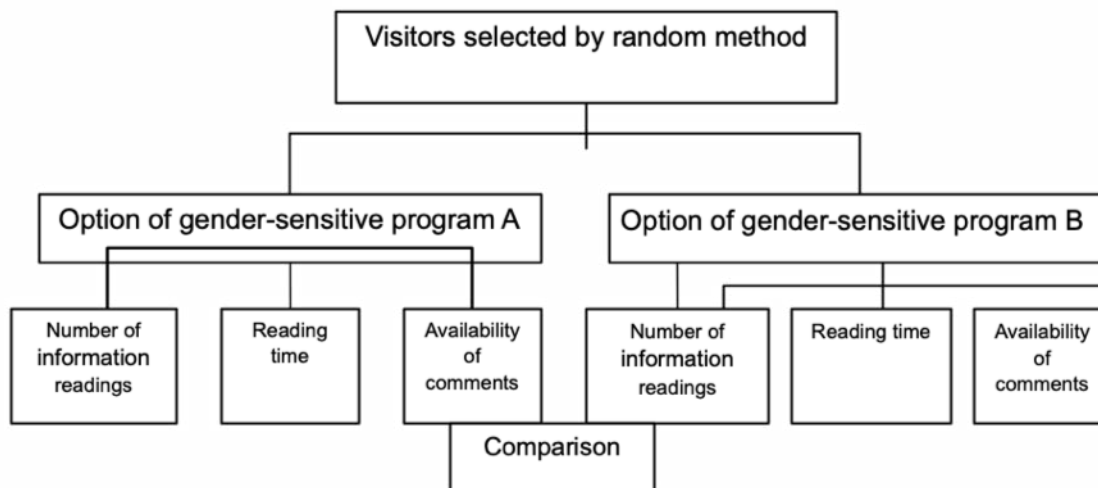 Visitors selected by random method
Option of gender-sensitive program A
Option of gender-sensitive program B
Number of
information
readings
Reading
time
Availability
of
comments
Number of
information
readings
Reading time
Availability
of
comments
Comparison